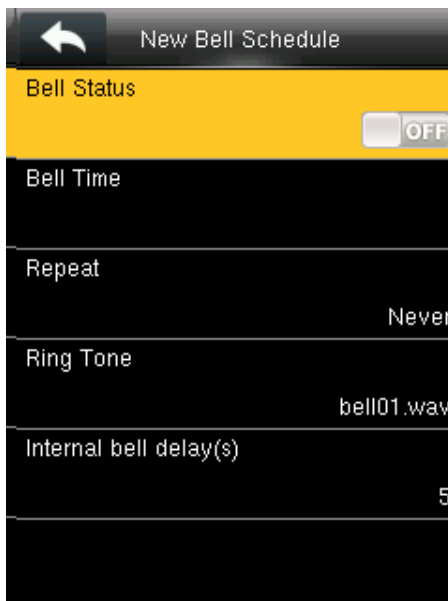 New Bell Schedule
Bell Status
OFF
Bell Time
Repeat
Never
Ring Tone
bell01.wav
Internal bell delay(s)
5